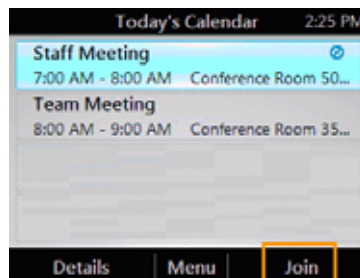 Today's Calendar 2:25 PM
Staff Meeting
7:00 AM - 8:00 AM Conference Room 50...
Team Meeting
8:00 AM - 9:00 AM Conference Room 35...
Details Menu Join